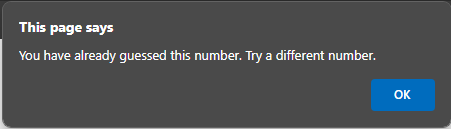 This page says
You have already guessed this number. Try a different number.
OK